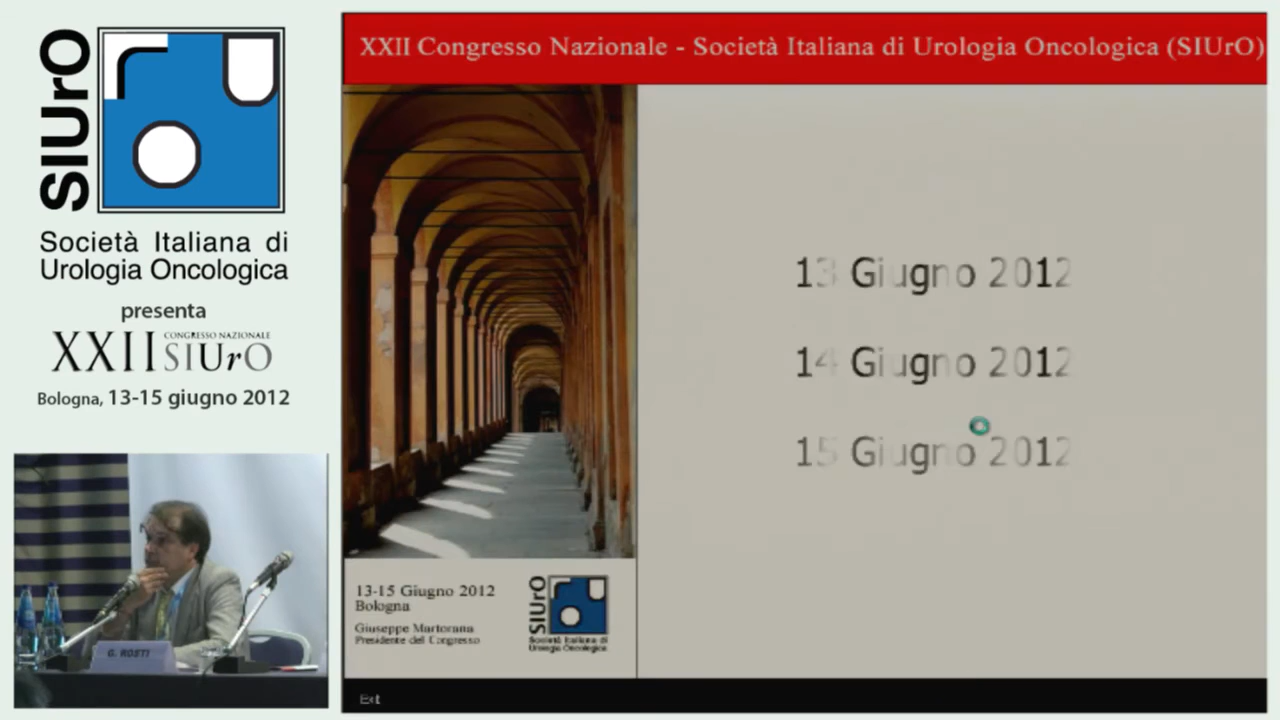 SIUrO
Società Italiana di
Urologia Oncologica
presenta
XXII CONGRESSO NAZIONALE
SIUrO
Bologna, 13-15 giugno 2012
G. ROSTI
XXII Congresso Nazionale - Società Italiana di Urologia Oncologica (SIUrO)
13 Giugno 2012
14 Giugno 2012
15 Giugno 2012
13-15 Giugno 2012
Bologna
Giuseppe Martorana
Presidente del Congresso
SIUrO
Società Italiana di
Urologia Oncologica
Exit